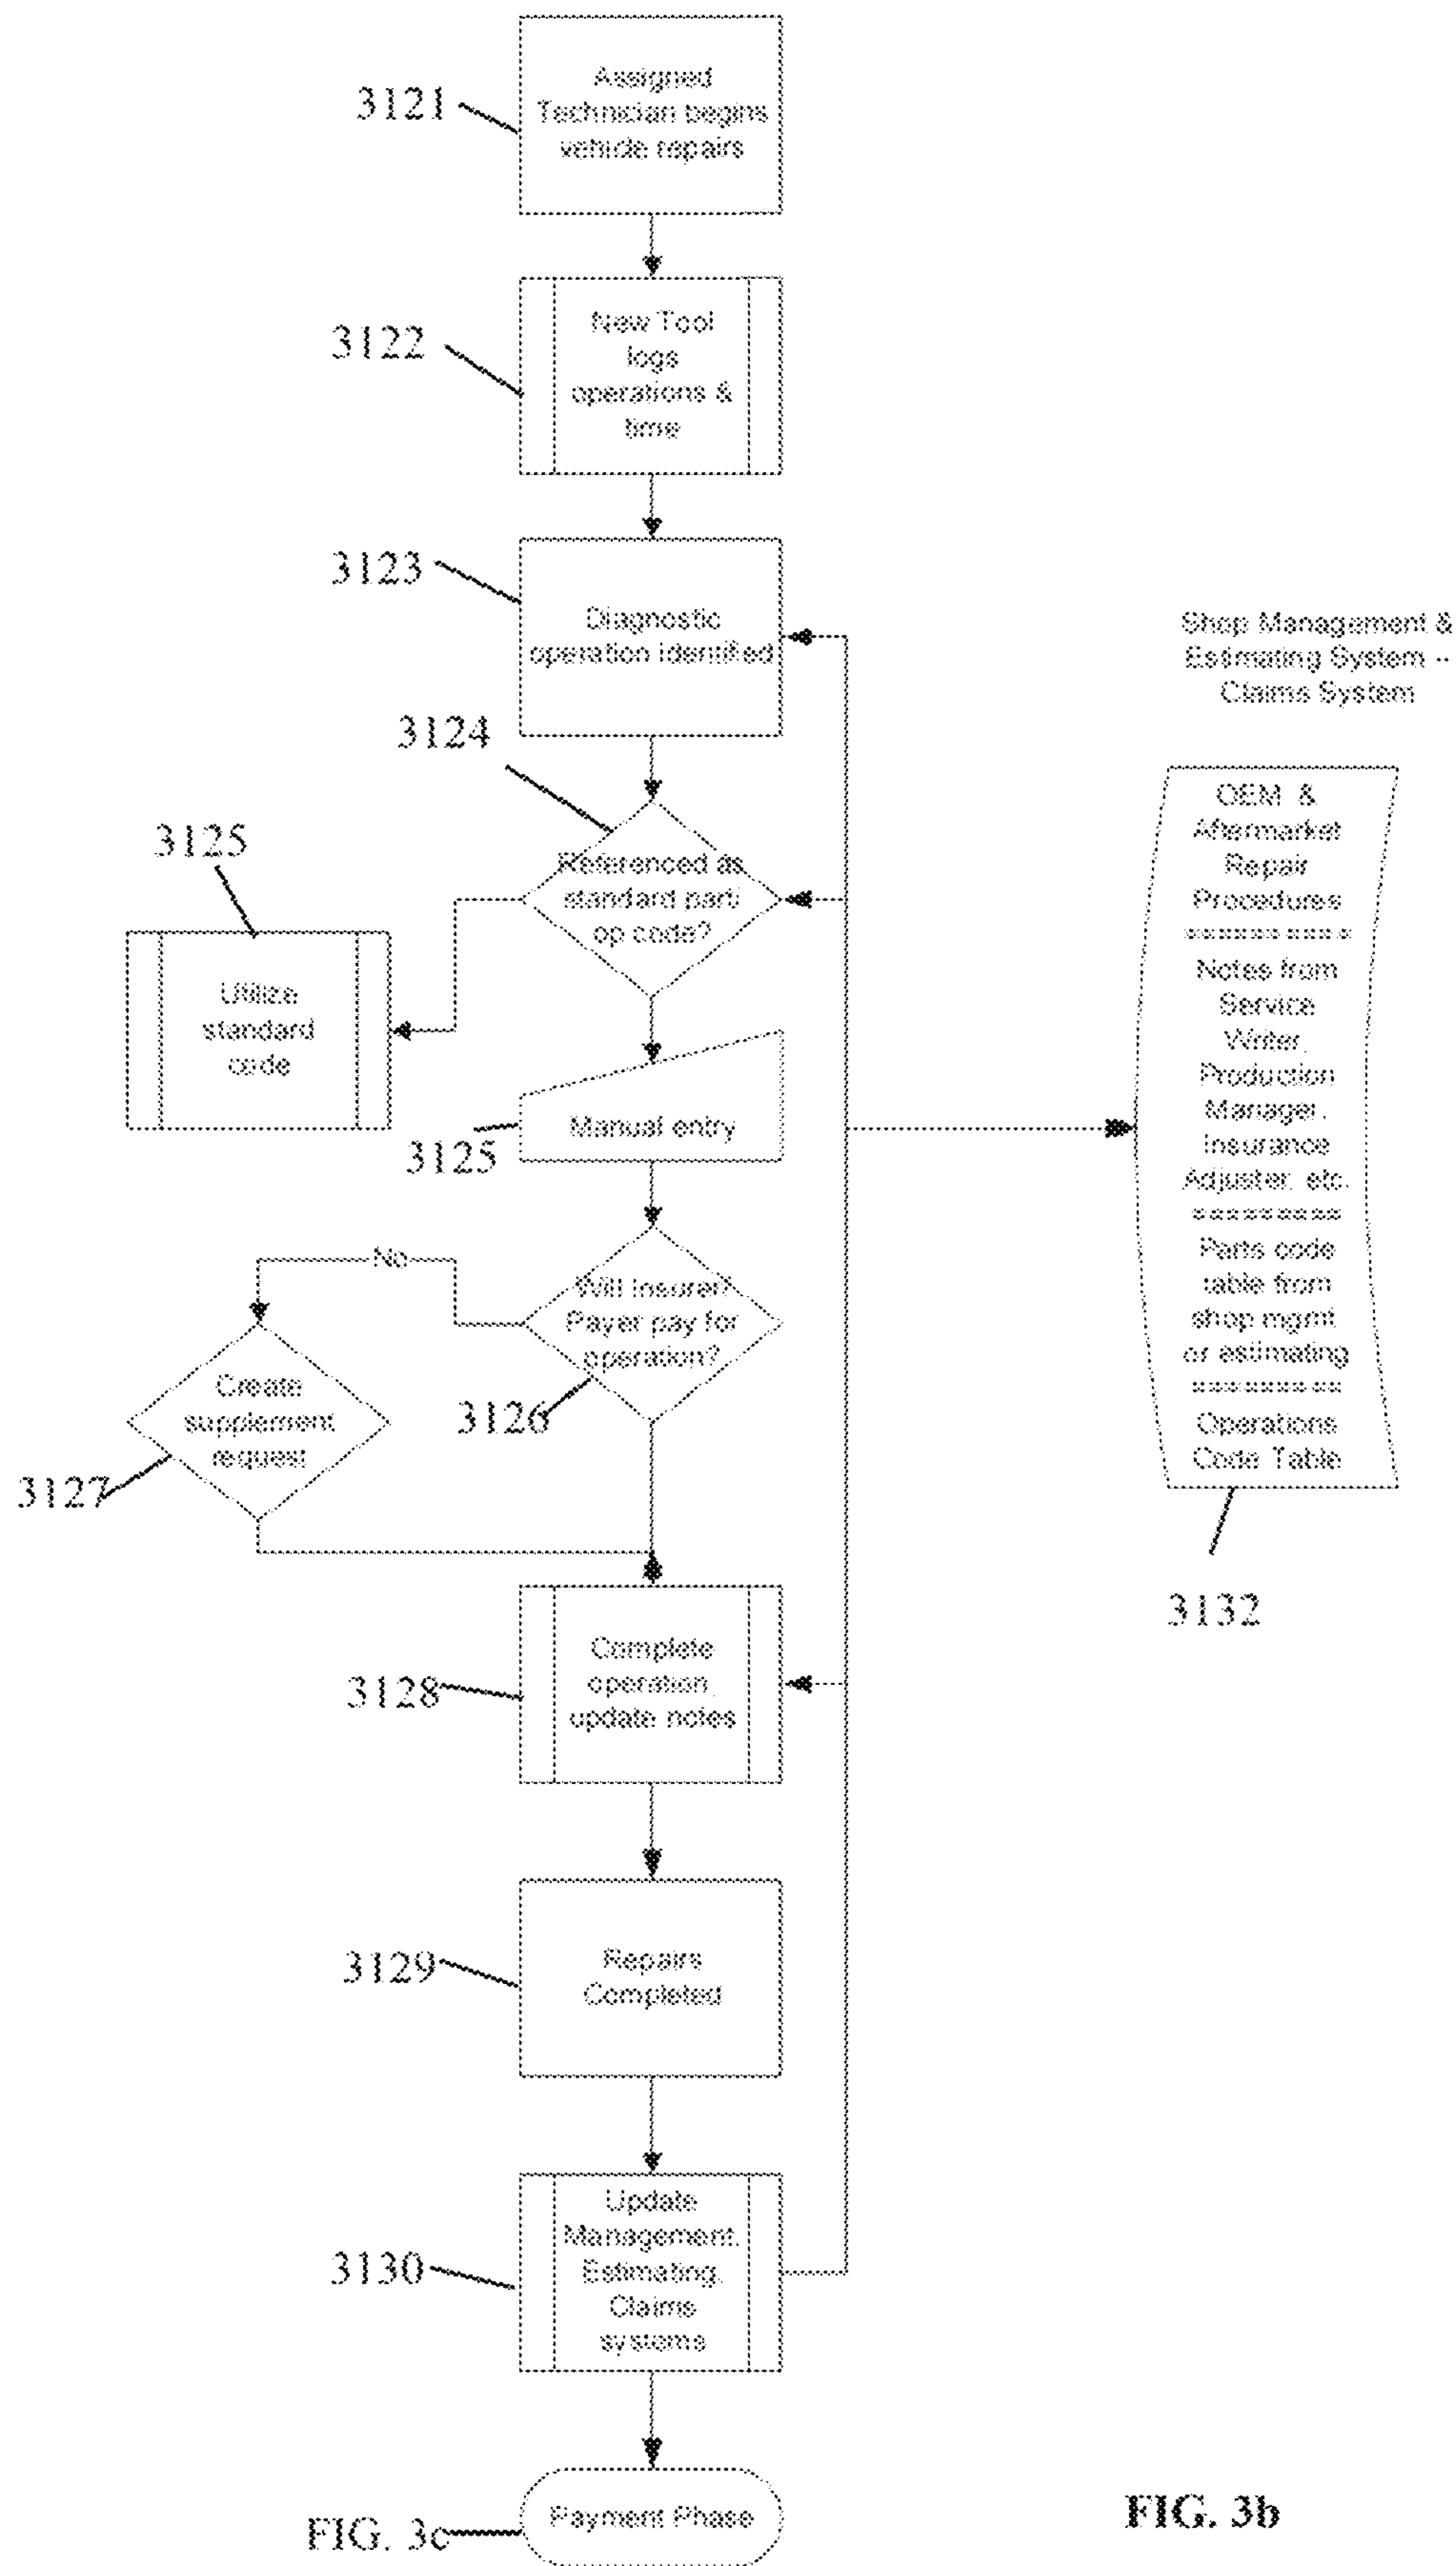 3121
Assigned
Technician begins
vehicle repairs
3122
New Tool
logs
operations &
time
3123
Diagnostic
operation identified
Shop Management &
Estimating System --
Claims System
3124
Referenced as
standard part/
op code?
3125
Utilize
standard
code
3125
Manual entry
OEM &
Aftermarket
Repair
Procedures
===========
Notes from
Service
Writer,
Production
Manager,
Insurance
Adjuster, etc.
==========
Parts code
table from
shop mgmt.
or estimating
==========
Operations
Code Table
3132
No
Will Insurer/
Payer pay for
operation?
3126
Create
supplement
request
3127
3128
Complete
operation,
update notes
3129
Repairs
Completed
3130
Update
Management,
Estimating,
Claims
systems
FIG. 3c
Payment Phase
FIG. 3b